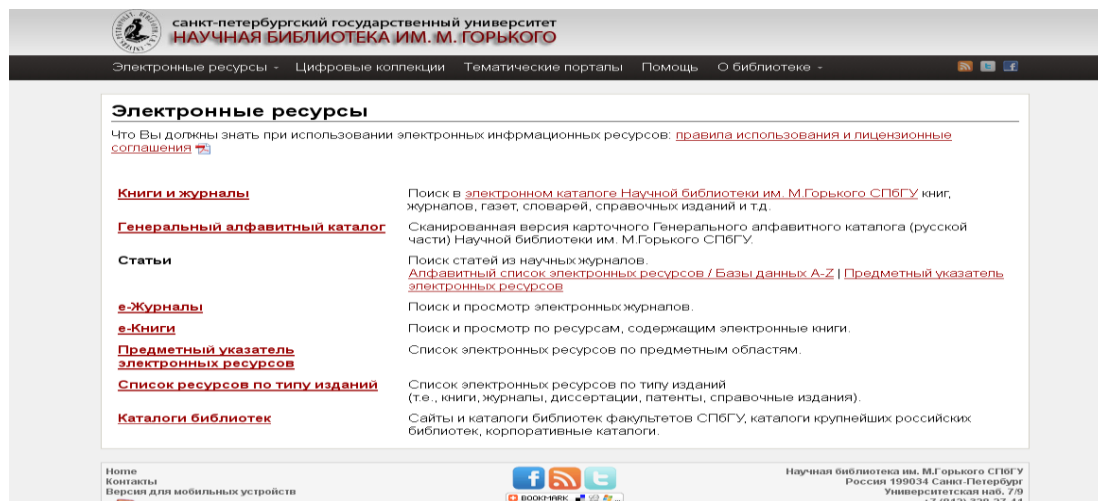 санкт-петербургский государственный университет
НАУЧНАЯ БИБЛИОТЕКА ИМ. М. ГОРЬКОГО
Электронные ресурсы - Цифровые коллекции Тематические порталы Помощь О библиотеке -
Электронные ресурсы
Что Вы должны знать при использовании электронных инфрмационных ресурсов: правила использования и лицензионные
соглашения
Книги и журналы
Поиск в электронном каталоге Научной библиотеки им. М.Горького СПбГУ книг,
журналов, газет, словарей, справочных изданий и т.д.
Генеральный алфавитный каталог
Сканированная версия карточного Генерального алфавитного каталога (русской
части) Научной библиотеки им. М.Горького СПбГУ.
Статьи
Поиск статей из научных журналов.
Алфавитный список электронных ресурсов / Базы данных A-Z | Предметный указатель
электронных ресурсов
е-Журналы
Поиск и просмотр электронных журналов.
е-Книги
Поиск и просмотр по ресурсам, содержащим электронные книги.
Предметный указатель
электронных ресурсов
Список электронных ресурсов по предметным областям.
Список ресурсов по типу изданий
Список электронных ресурсов по типу изданий
(т.е., книги, журналы, диссертации, патенты, справочные издания).
Каталоги библиотек
Сайты и каталоги библиотек факультетов СПбГУ, каталоги крупнейших российских
библиотек, корпоративные каталоги.
Home
Контакты
Версия для мобильных устройств
BOOKMARK
Научная библиотека им. М.Горького СПбГУ
Россия 199034 Санкт-Петербург
Университетская наб. 7/9